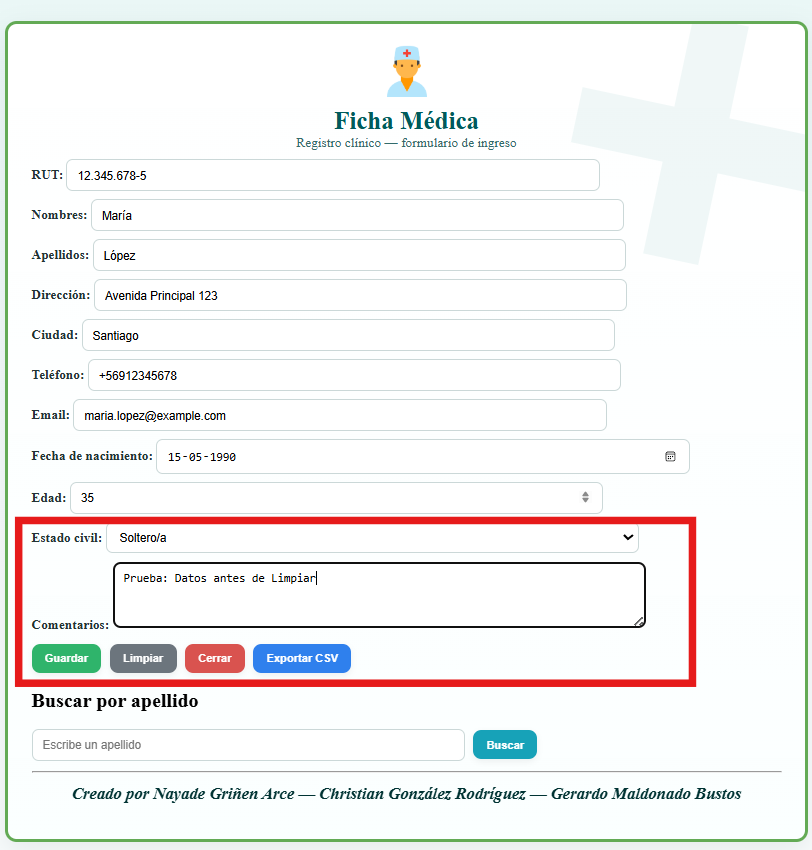 Ficha Médica
Registro clínico — formulario de ingreso
RUT: 12.345.678-5
Nombres: María
Apellidos: López
Dirección: Avenida Principal 123
Ciudad: Santiago
Teléfono: +56912345678
Email: maria.lopez@example.com
Fecha de nacimiento: 15-05-1990
Edad: 35
Estado civil: Soltero/a
Prueba: Datos antes de Limpiar
Comentarios:
Guardar Limpiar Cerrar Exportar CSV
Buscar por apellido
Escribe un apellido Buscar
Creado por Nayade Griñen Arce — Christian González Rodríguez — Gerardo Maldonado Bustos